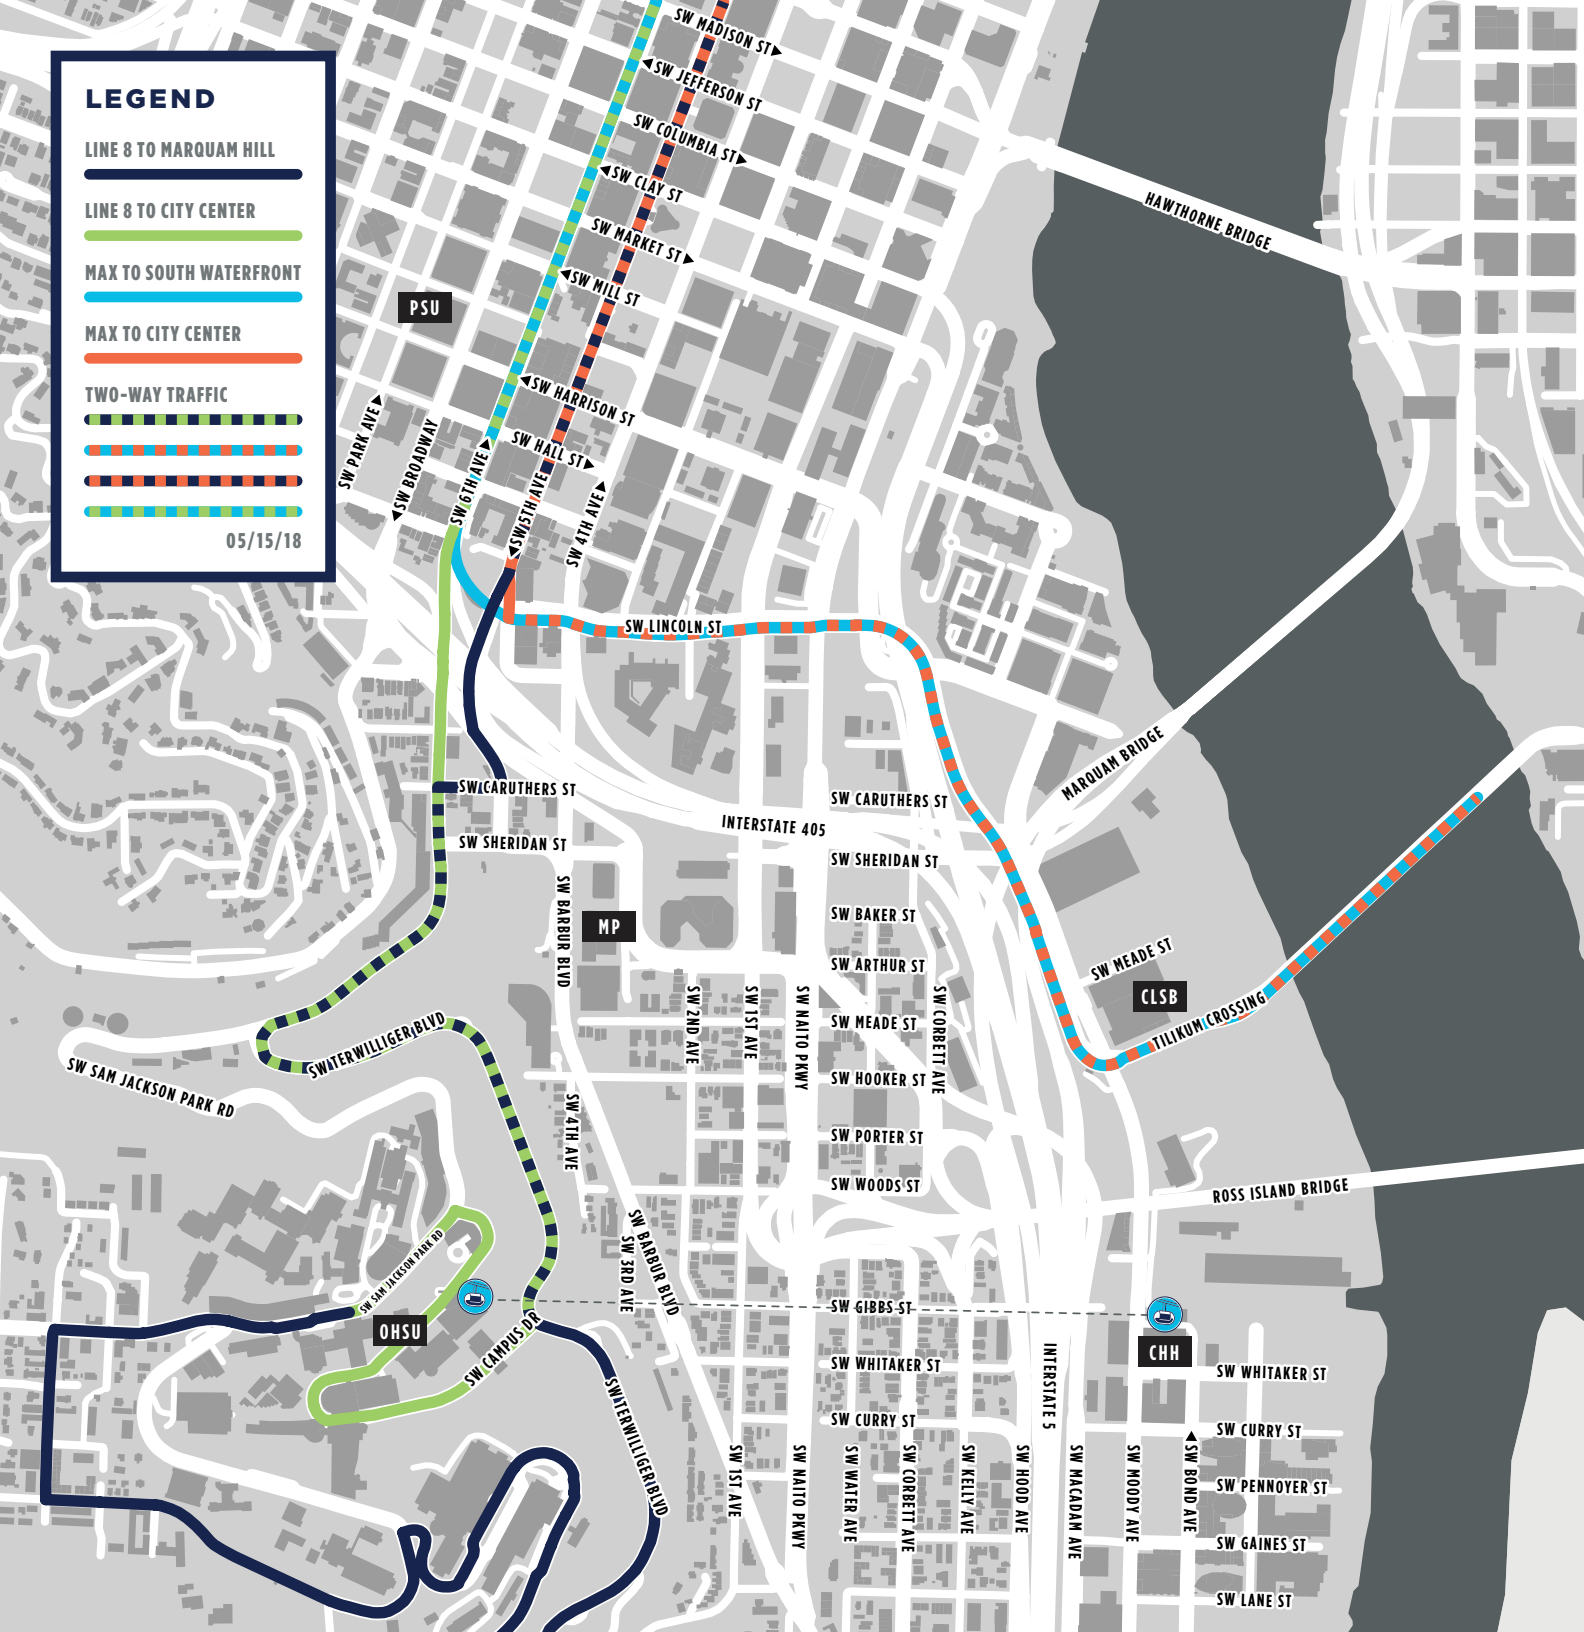 LEGEND
LINE 8 TO MARQUAM HILL
LINE 8 TO CITY CENTER
MAX TO SOUTH WATERFRONT
MAX TO CITY CENTER
TWO-WAY TRAFFIC
05/15/18
SW MADISON ST
SW JEFFERSON ST
SW COLUMBIA ST
SW CLAY ST
SW MARKET ST
SW MILL ST
HAWTHORNE BRIDGE
PSU
SW HARRISON ST
SW HALL ST
SW PARK AVE
SW BROADWAY
SW 6TH AVE
SW 5TH AVE
SW 4TH AVE
SW LINCOLN ST
MARQUAM BRIDGE
SW CARUTHERS ST
SW CARUTHERS ST
INTERSTATE 405
SW SHERIDAN ST
SW SHERIDAN ST
SW BARBUR BLVD
MP
SW BAKER ST
SW ARTHUR ST
SW MEADE ST
CLSB
TILIKUM CROSSING
SW 2ND AVE
SW 1ST AVE
SW NAITO PKWY
SW MEADE ST
SW CORBETT AVE
SW TERWILLIGER BLVD
SW SAM JACKSON PARK RD
SW HOOKER ST
SW 4TH AVE
SW PORTER ST
SW WOODS ST
ROSS ISLAND BRIDGE
SW SAM JACKSON PARK RD
SW 3RD AVE
SW BARBUR BLVD
SW GIBBS ST
OHSU
SW CAMPUS DR
CHH
SW WHITAKER ST
SW WHITAKER ST
INTERSTATE 5
SW TERWILLIGER BLVD
SW CURRY ST
SW CURRY ST
SW 1ST AVE
SW NAITO PKWY
SW WATER AVE
SW CORBETT AVE
SW KELLY AVE
SW HOOD AVE
SW MACADAM AVE
SW MOODY AVE
SW BOND AVE
SW PENNOYER ST
SW GAINES ST
SW LANE ST